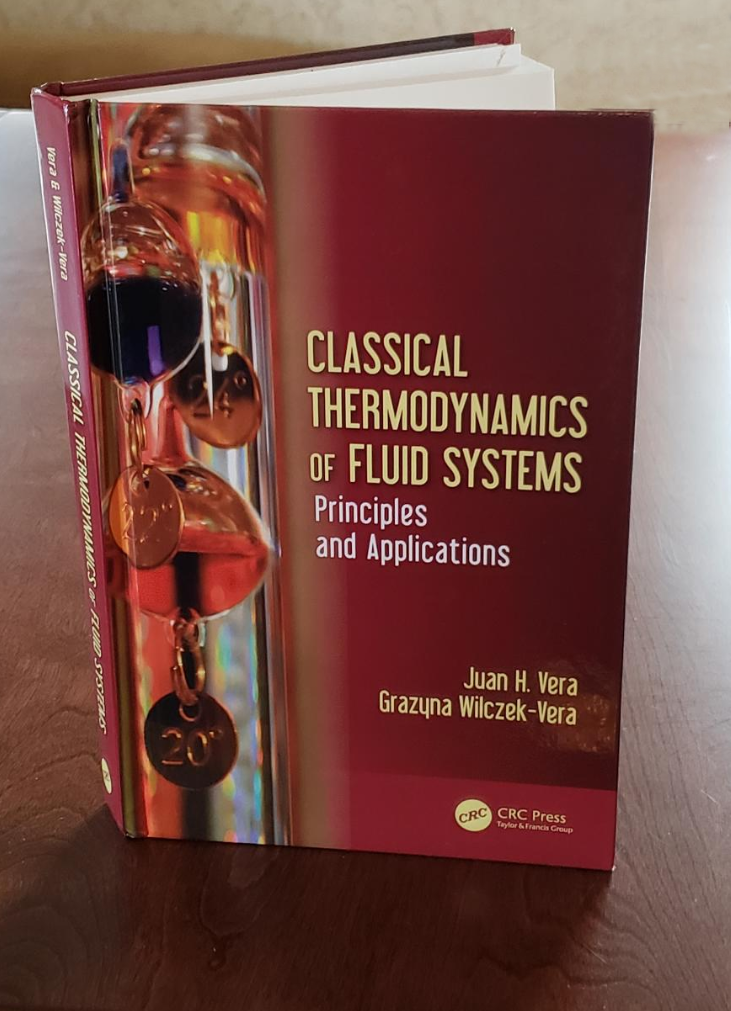 Vera & Wilczek-Vera
CLASSICAL THERMODYNAMICS OF FLUID SYSTEMS
24°
22°
20°
CLASSICAL
THERMODYNAMICS
OF FLUID SYSTEMS
Principles
and Applications
Juan H. Vera
Grazyna Wilczek-Vera
CRC
CRC Press
Taylor & Francis Group